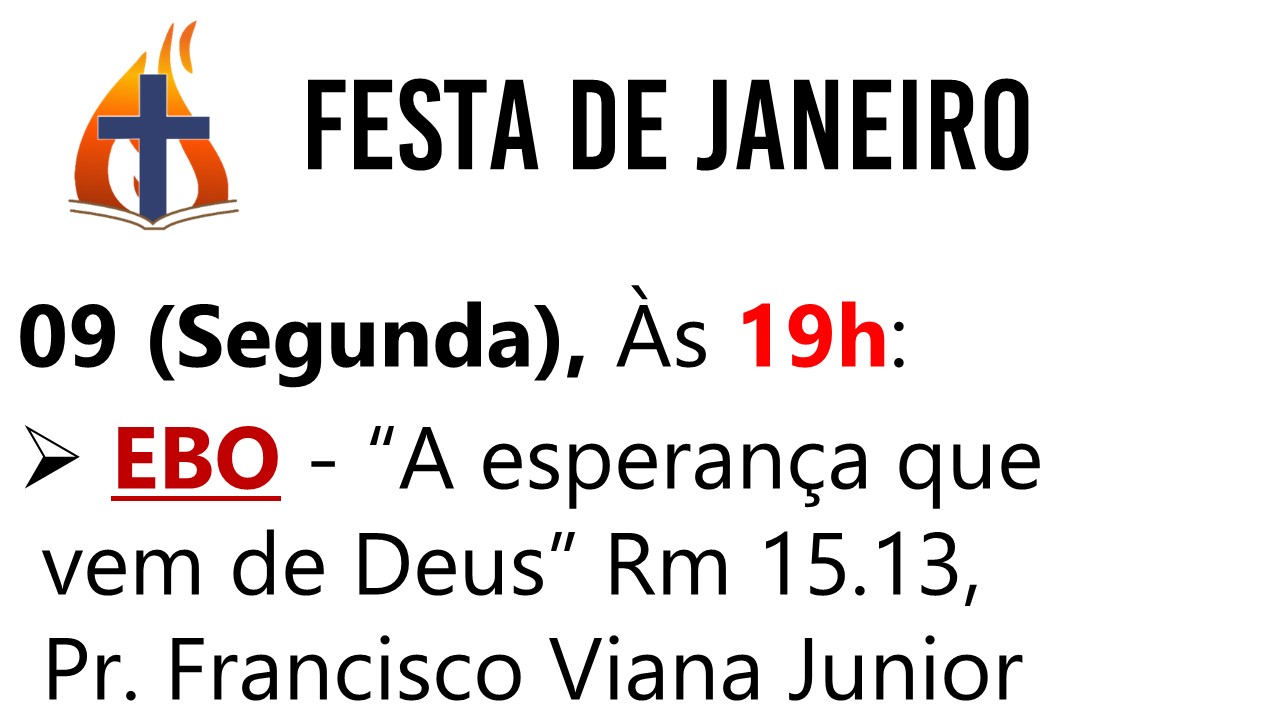 FESTA DE JANEIRO
09 (Segunda), Às 19h:
➢ EBO - “A esperança que
vem de Deus” Rm 15.13,
Pr. Francisco Viana Junior